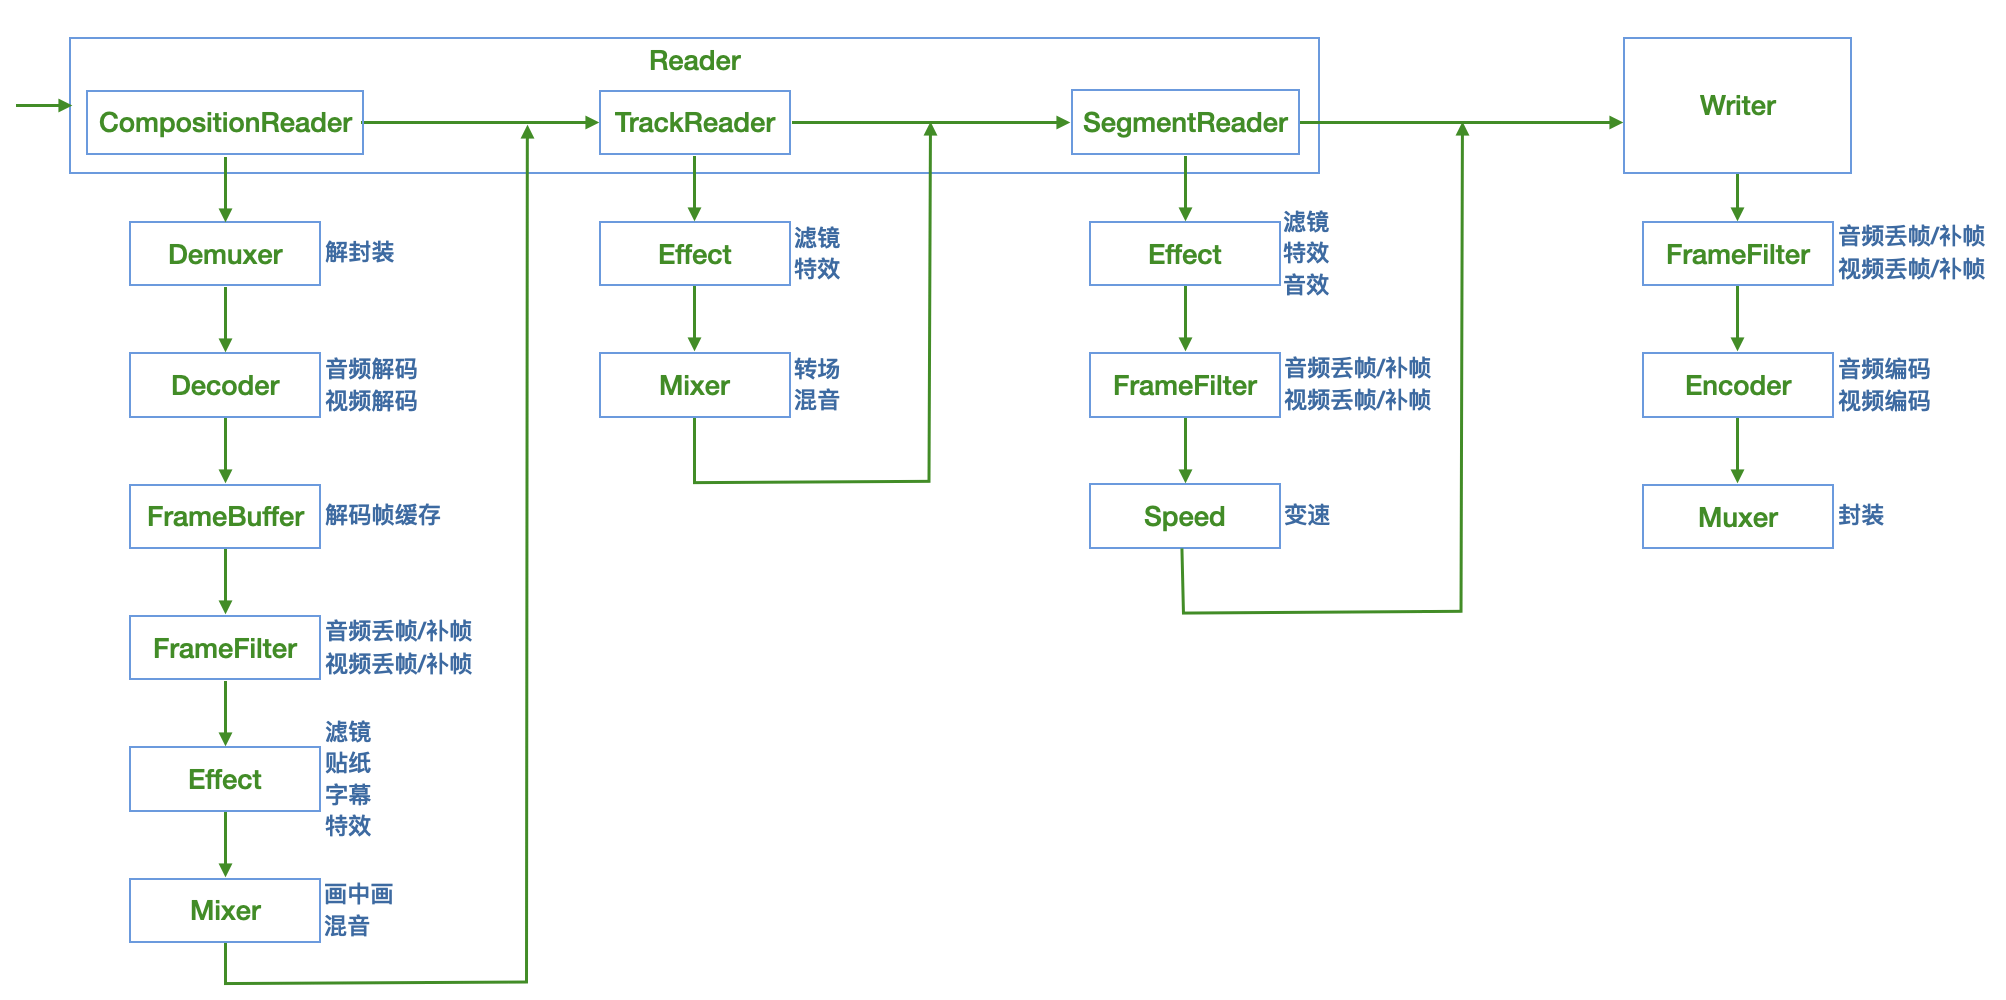 Reader
CompositionReader
TrackReader
SegmentReader
Writer
Demuxer
解封装
Decoder
音频解码
视频解码
FrameBuffer
解码帧缓存
FrameFilter
音频丢帧/补帧
视频丢帧/补帧
Effect
滤镜
贴纸
字幕
特效
Mixer
画中画
混音
Effect
滤镜
特效
Mixer
转场
混音
Effect
滤镜
特效
音效
FrameFilter
音频丢帧/补帧
视频丢帧/补帧
Speed
变速
FrameFilter
音频丢帧/补帧
视频丢帧/补帧
Encoder
音频编码
视频编码
Muxer
封装